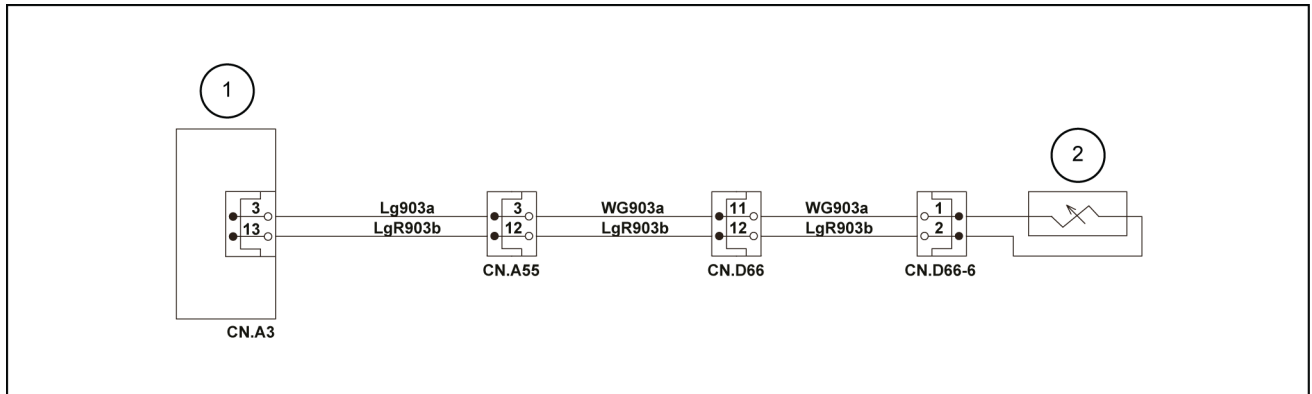 1
2
3
13
CN.A3
Lg903a
LgR903b
3
12
CN.A55
WG903a
LgR903b
11
12
CN.D66
WG903a
LgR903b
1
2
CN.D66-6